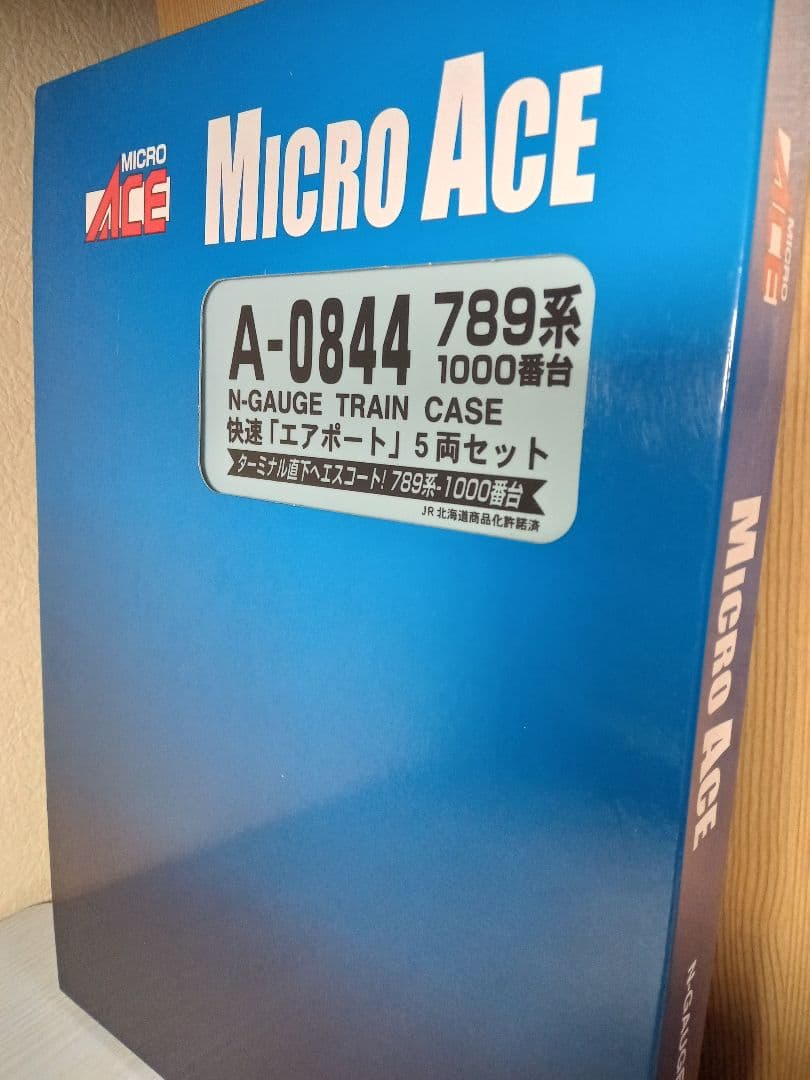 MICRO
ACE
MICRO ACE
A-0844 789系
1000番台
N-GAUGE TRAIN CASE
快速「エアポート」5両セット
ターミナル直下へエスコート! 789系-1000番台
JR北海道商品化許諾済
MICRO
ACE
MICRO ACE